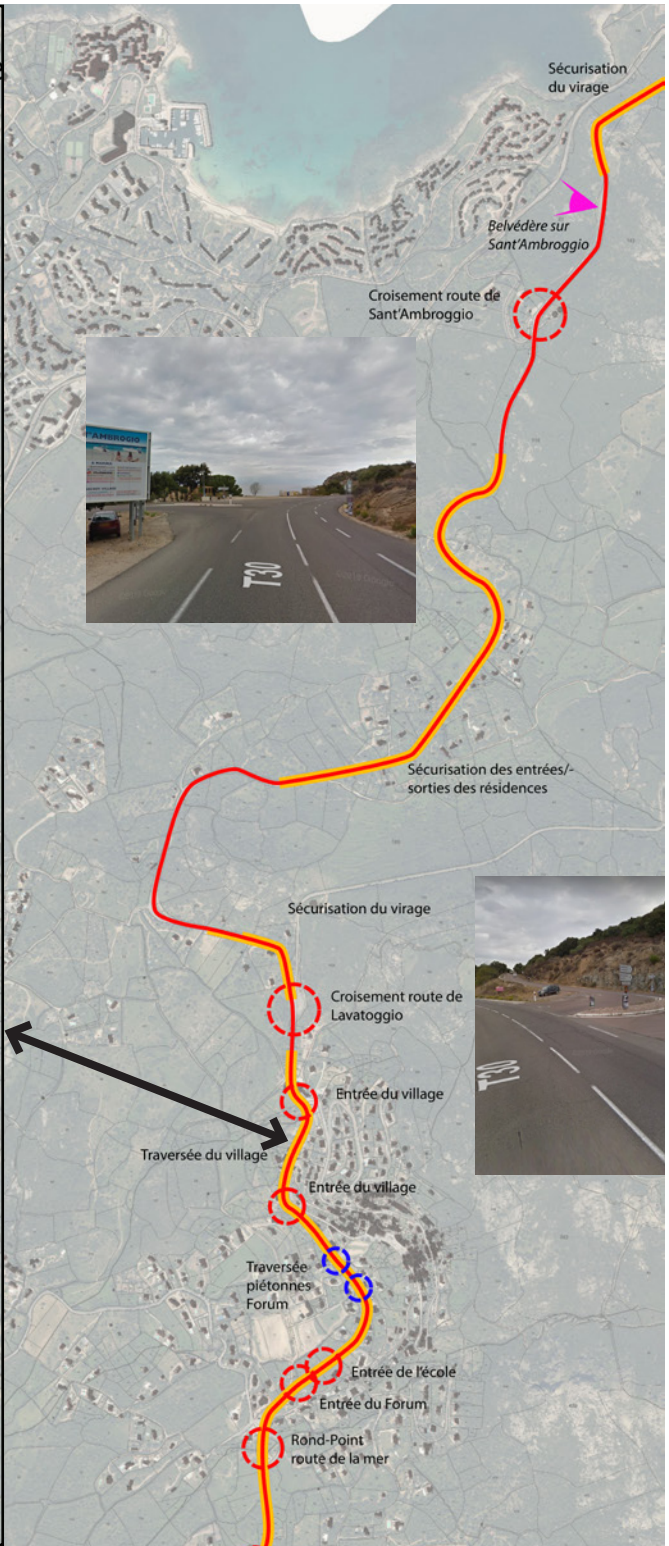 Sécurisation
du virage
Belvédère sur
Sant'Ambroggio
Croisement route de
Sant'Ambroggio
AMBROGIO
T30
Sécurisation des entrées/-
sorties des résidences
Sécurisation du virage
Croisement route de
Lavatoggio
T30
Entrée du village
Traversée du village
Entrée du village
Traversée
piétonnes
Forum
Entrée de l'école
Entrée du Forum
Rond-Point
route de la mer